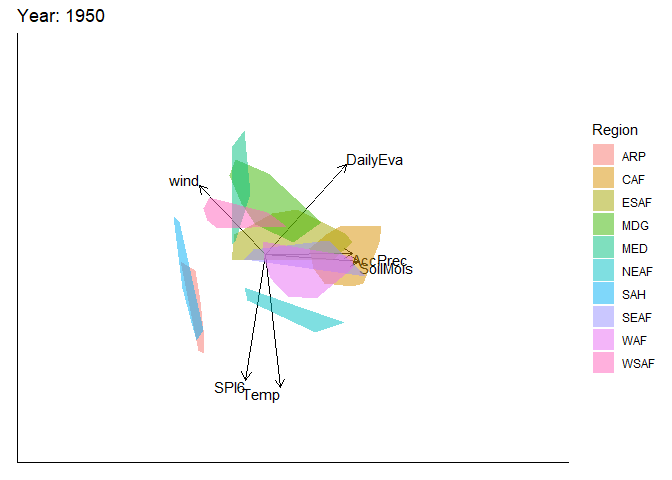 Year: 1950
DailyEva
wind
AccPrec
SoilMois
SPI6
Temp
Region
ARP
CAF
ESAF
MDG
MED
NEAF
SAH
SEAF
WAF
WSAF